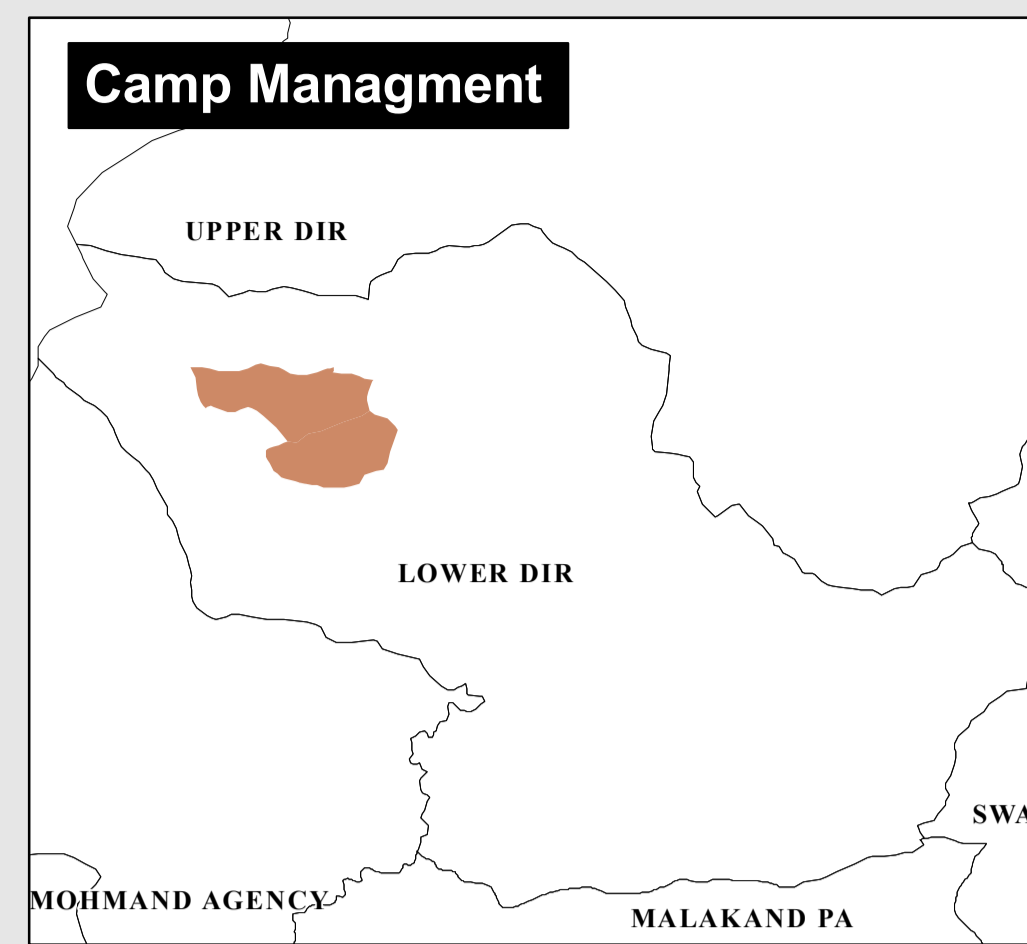 Camp Managment
UPPER DIR
LOWER DIR
SWA
MOHMAND AGENCY
MALAKAND PA